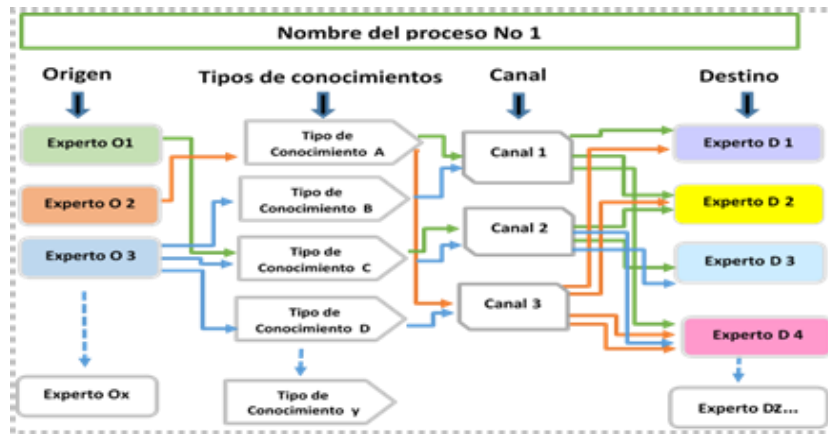 Nombre del proceso No 1
Origen
Tipos de conocimientos
Canal
Destino
Experto O1
Experto O 2
Experto O 3
Experto Ox
Tipo de
Conocimiento A
Tipo de
Conocimiento B
Tipo de
Conocimiento C
Tipo de
Conocimiento D
Tipo de
Conocimiento y
Canal 1
Canal 2
Canal 3
Experto D 1
Experto D 2
Experto D 3
Experto D 4
Experto DZ...